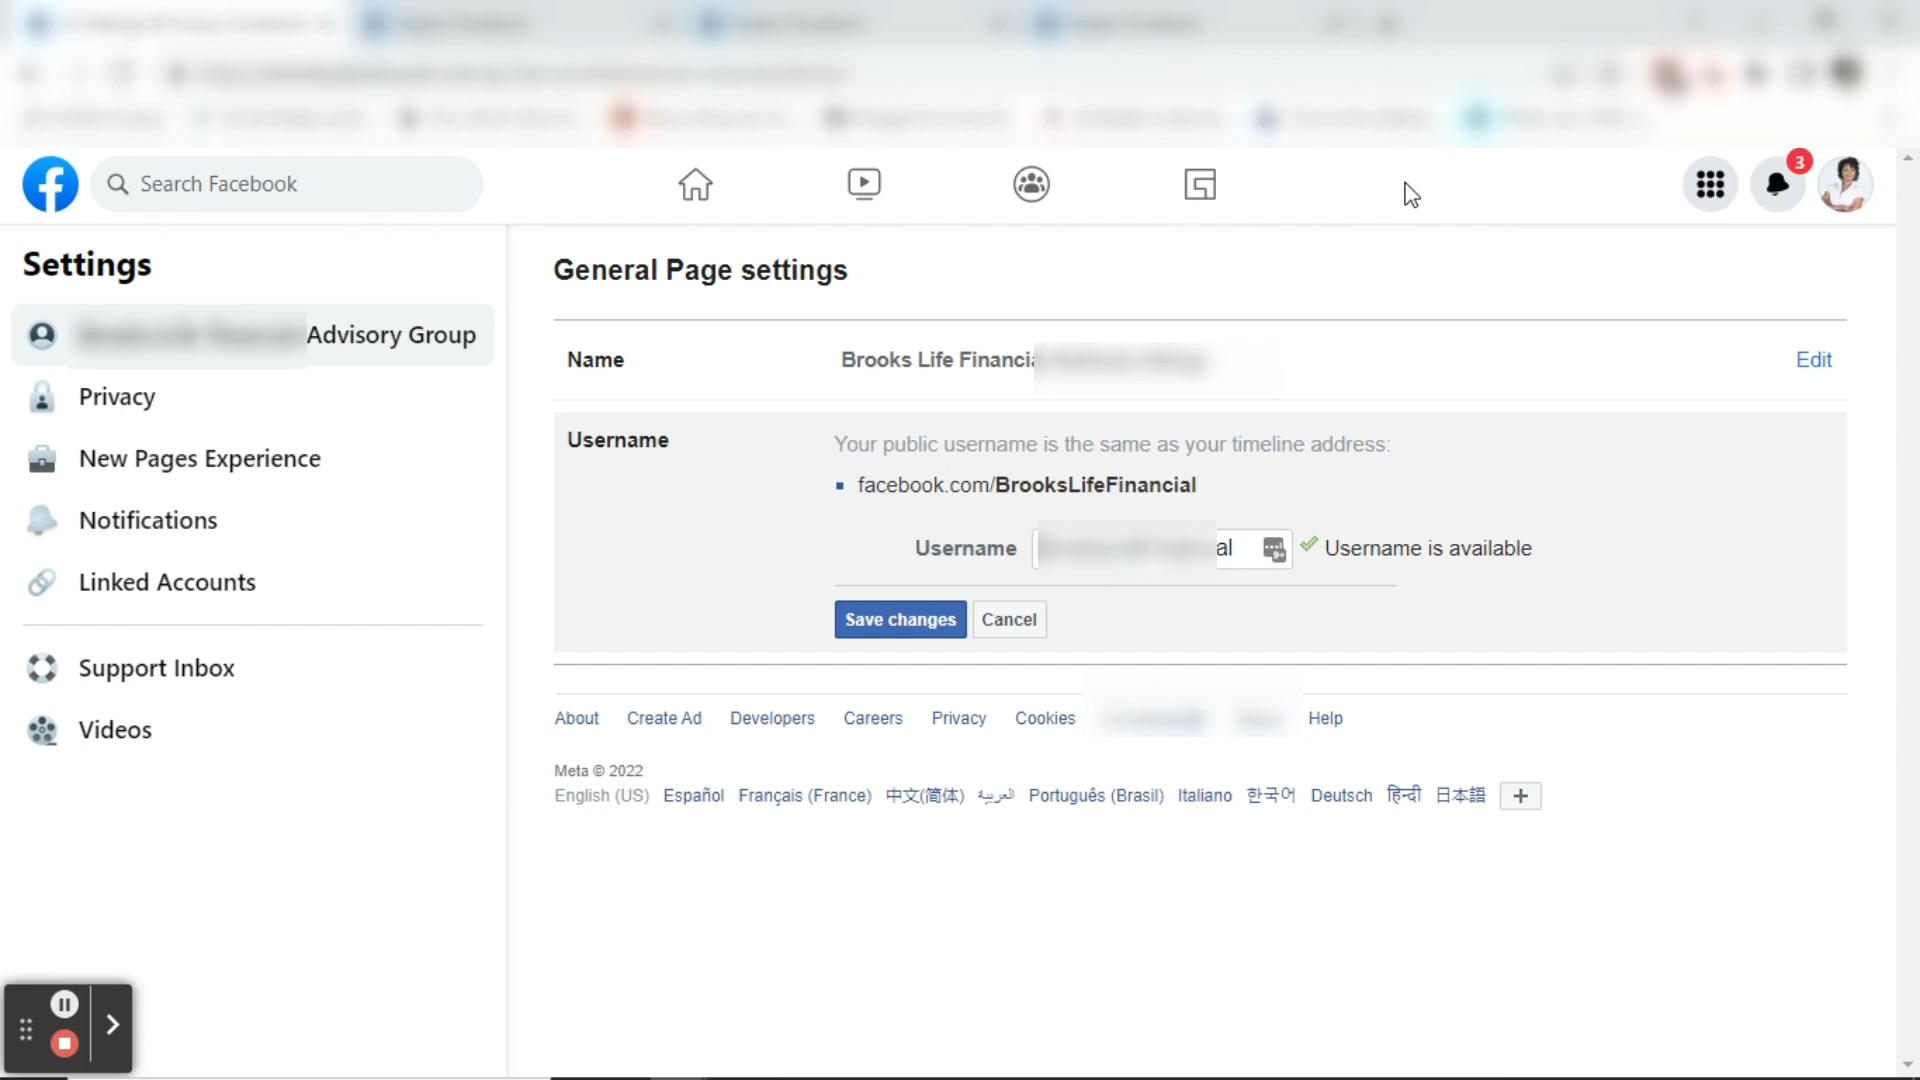 Search Facebook
3
Settings
Advisory Group
Privacy
New Pages Experience
Notifications
Linked Accounts
Support Inbox
Videos
General Page settings
Name Brooks Life Edit
Username Your public username is the same as your timeline address:
facebook.com/BrooksLifeFinancial
Username al Username is available
Save changes Cancel
About Create Ad Developers Careers Privacy Cookies Help
Meta © 2022
English (US) Español Français (France) 中文(简体) العربية Português (Brasil) Italiano 한국어 Deutsch हिन्दी 日本語 +